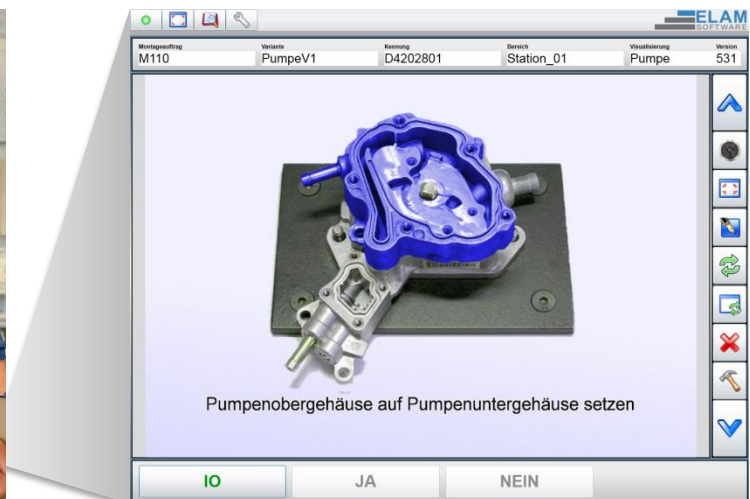 ELAM
SOFTWARE
Montageauftrag Variante Kennung Bereich Visualisierung Version
M110 PumpeV1 D4202801 Station_01 Pumpe 531
Pumpenobergehäuse auf Pumpenuntergehäuse setzen
IO JA NEIN